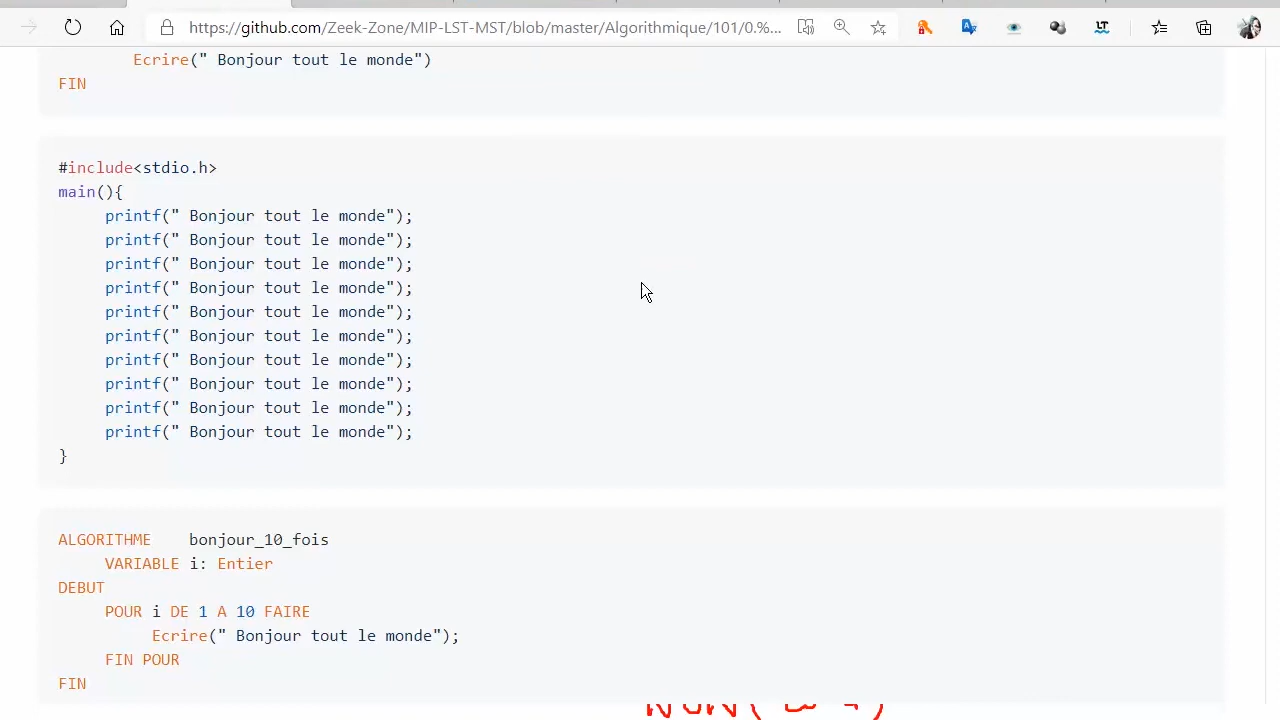 https://github.com/Zeek-Zone/MIP-LST-MST/blob/master/Algorithmique/101/0.%...
Ecrire(" Bonjour tout le monde")
FIN
#include<stdio.h>
main(){
printf(" Bonjour tout le monde");
printf(" Bonjour tout le monde");
printf(" Bonjour tout le monde");
printf(" Bonjour tout le monde");
printf(" Bonjour tout le monde");
printf(" Bonjour tout le monde");
printf(" Bonjour tout le monde");
printf(" Bonjour tout le monde");
printf(" Bonjour tout le monde");
printf(" Bonjour tout le monde");
}
ALGORITHME bonjour_10_fois
VARIABLE i: Entier
DEBUT
POUR i DE 1 A 10 FAIRE
Ecrire(" Bonjour tout le monde");
FIN POUR
FIN